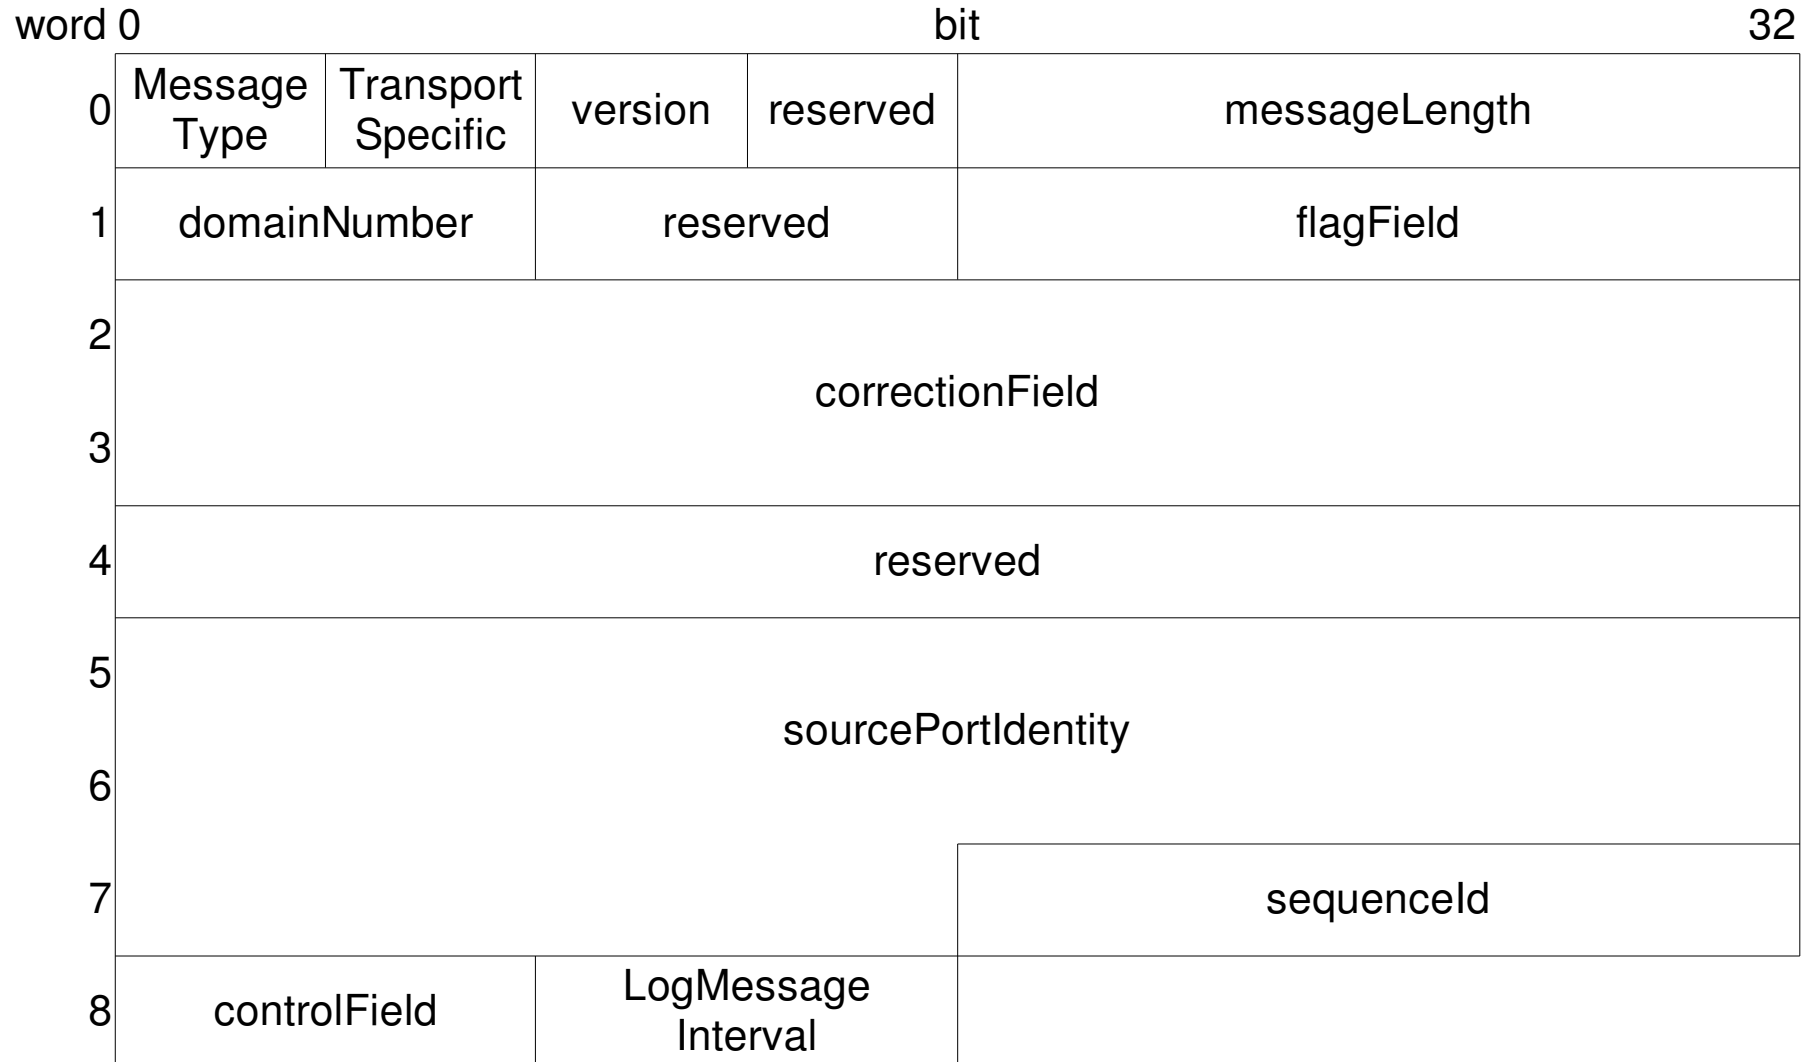 word 0 bit 32
0 Message Type Transport Specific version reserved messageLength
1 domainNumber reserved flagField
2
correctionField
3
4 reserved
5
sourcePortIdentity
6
7 sequenceId
8 controlField LogMessage Interval